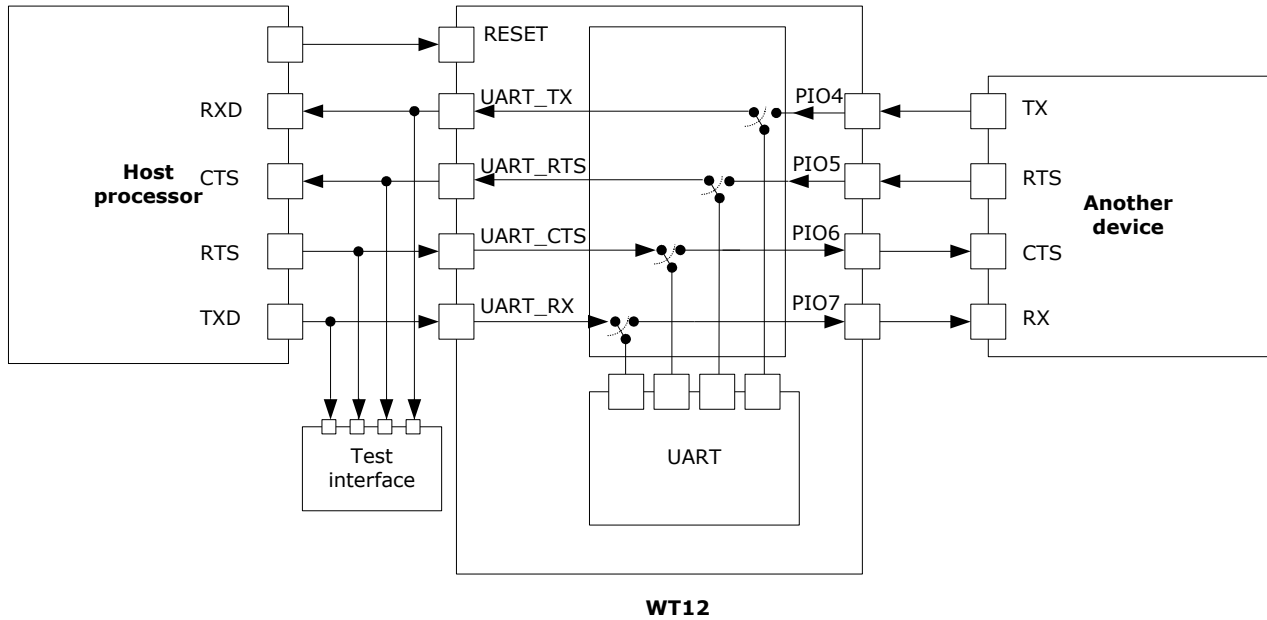 RESET
RXD
UART_TX
PIO4
TX
Host
processor
CTS
UART_RTS
PIO5
RTS
Another
device
RTS
UART_CTS
PIO6
CTS
TXD
UART_RX
PIO7
RX
Test
interface
UART
WT12